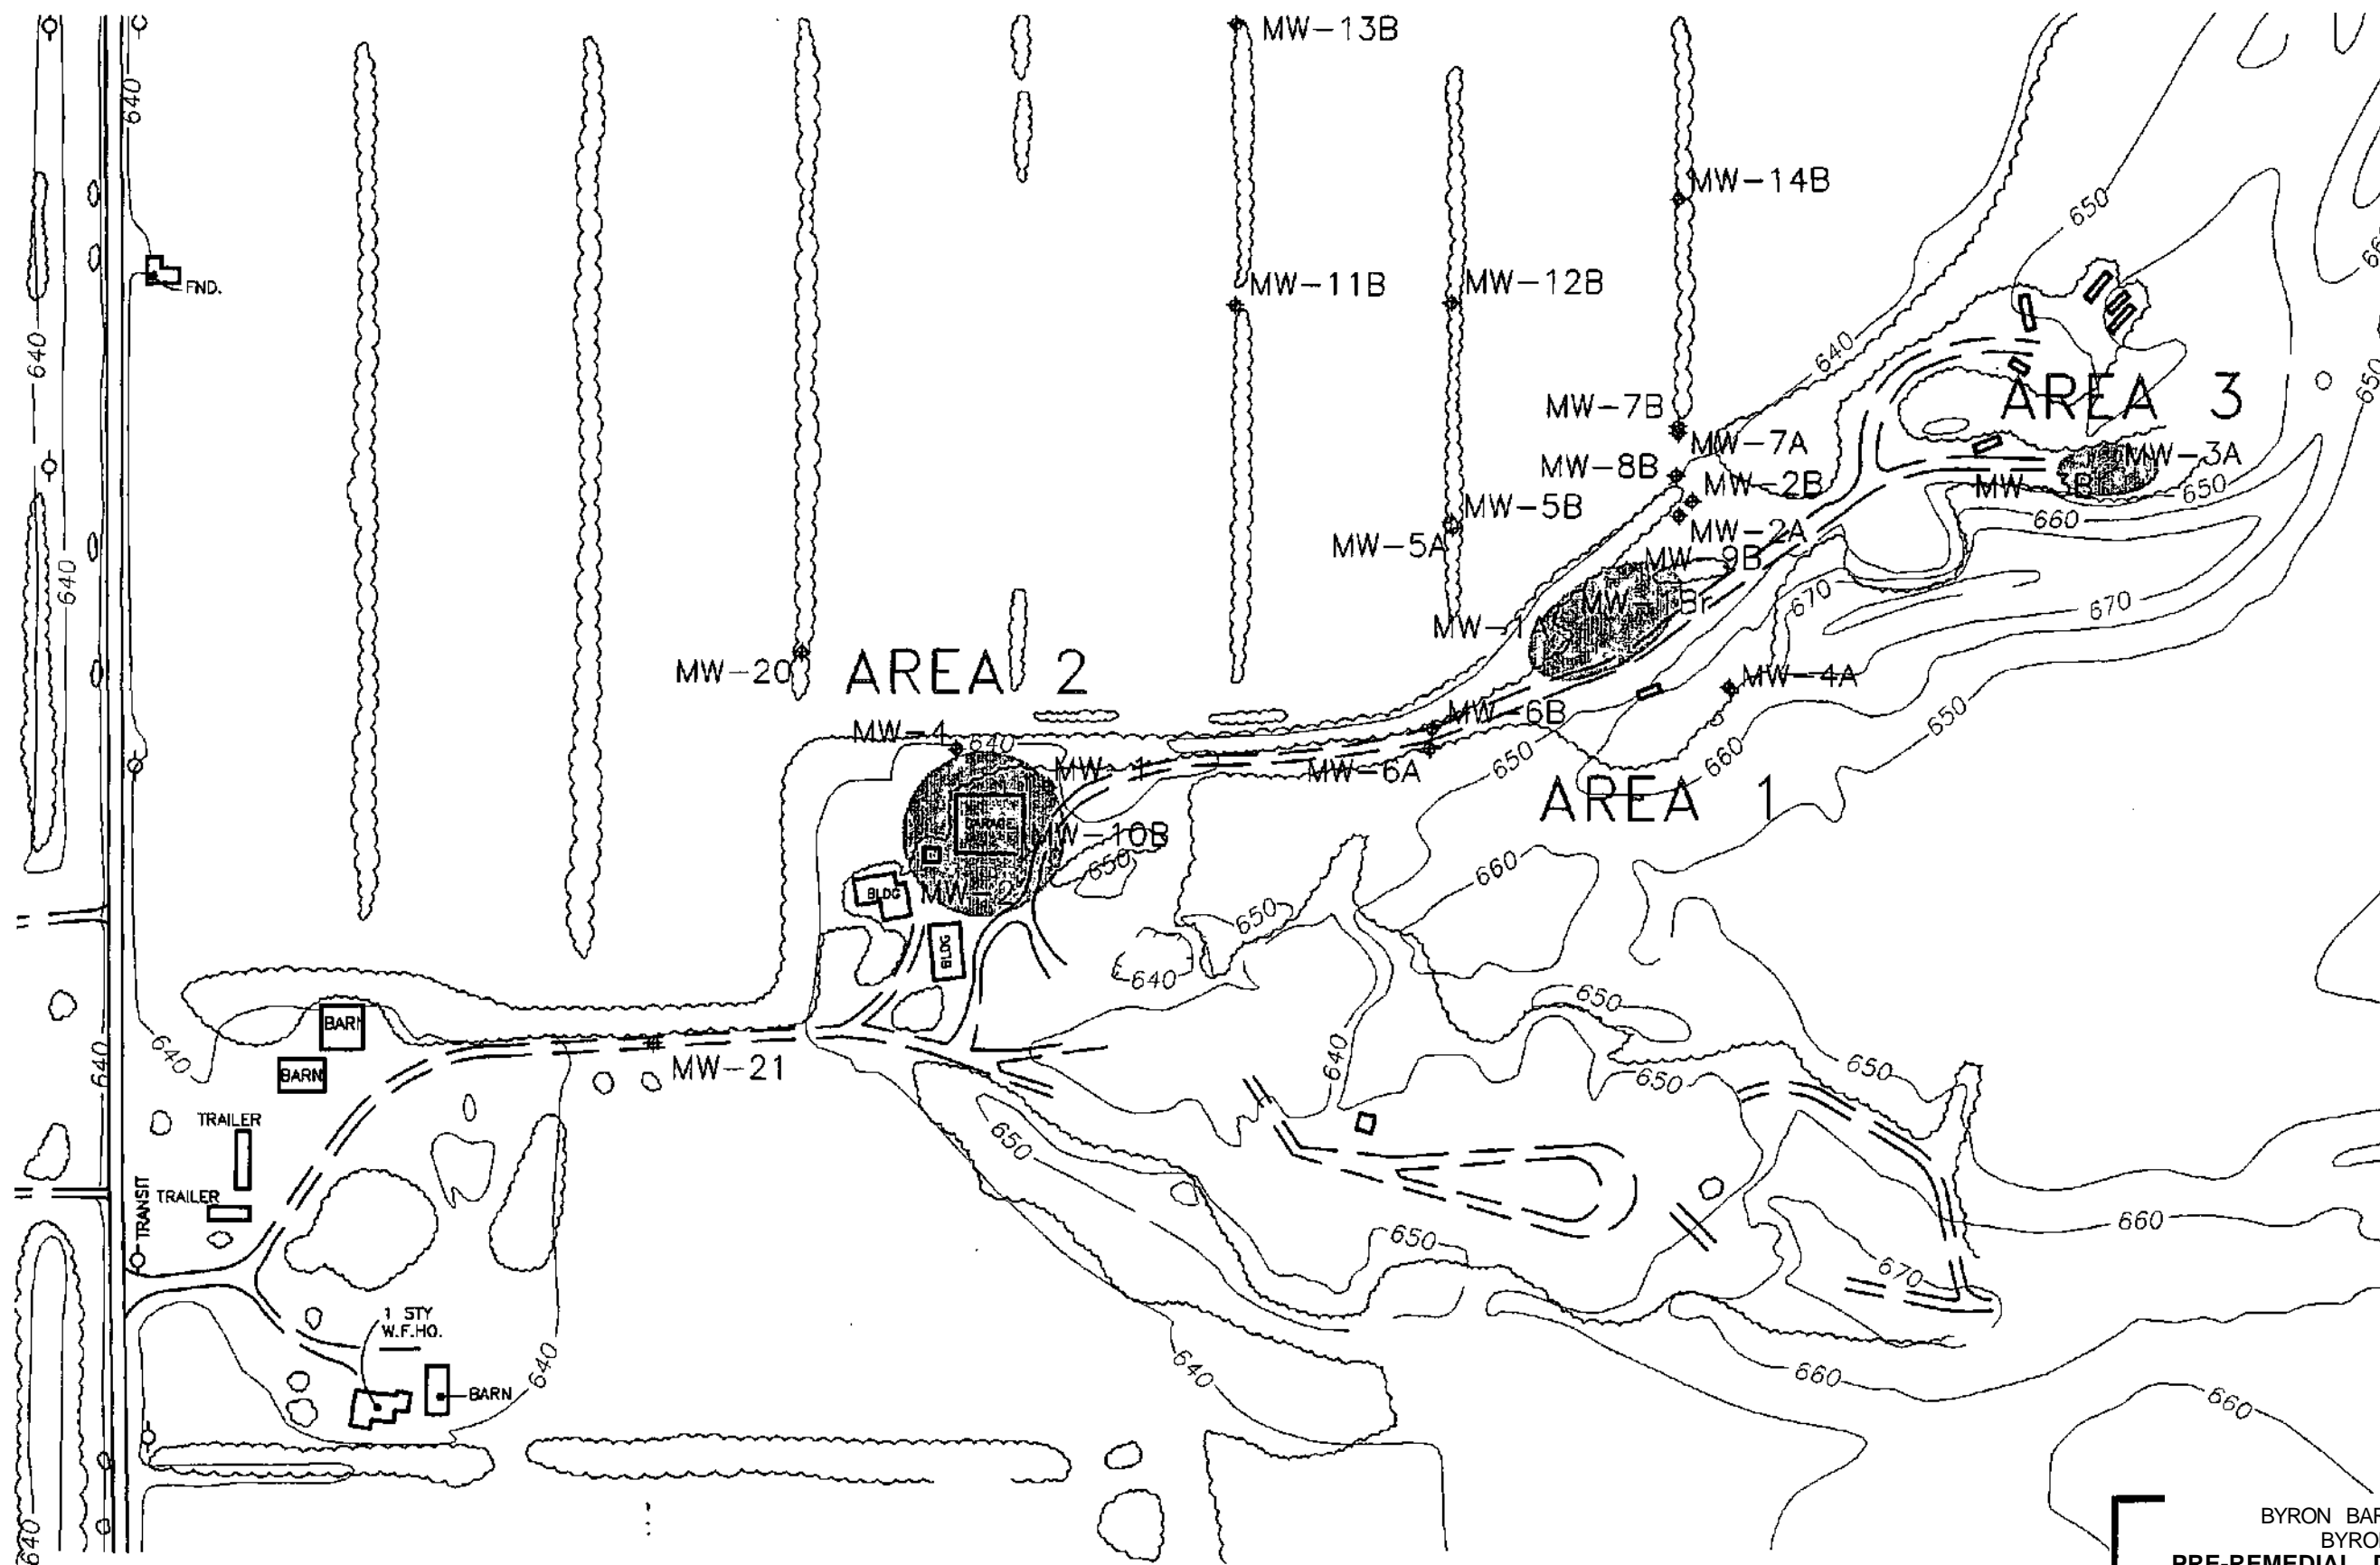 MW-13B
640
MW-14B
650
FND.
MW-11B
MW-12B
640
640
650
AREA 3
MW-7B
MW-7A
MW-3A
MW-8B
MW-2B
650
MW-5B
MW-2A
660
MW-5A
MW-9B
640
670
670
MW-1A
MW-20
AREA 2
MW-4A
650
MW-6B
MW-4
640
660
MW-1
MW-6A
650
AREA 1
GARAGE
MW-10B
650
660
BLDG
MW-2
650
BLDG
640
650
BARN
640
640
640
650
650
BARN
MW-21
TRAILER
650
TRANSIT
TRAILER
660
650
670
1 STY
W.F.HO.
640
640
BARN
660
660
640
BYRON BAR
BYRO
PRE-REMEDIAL